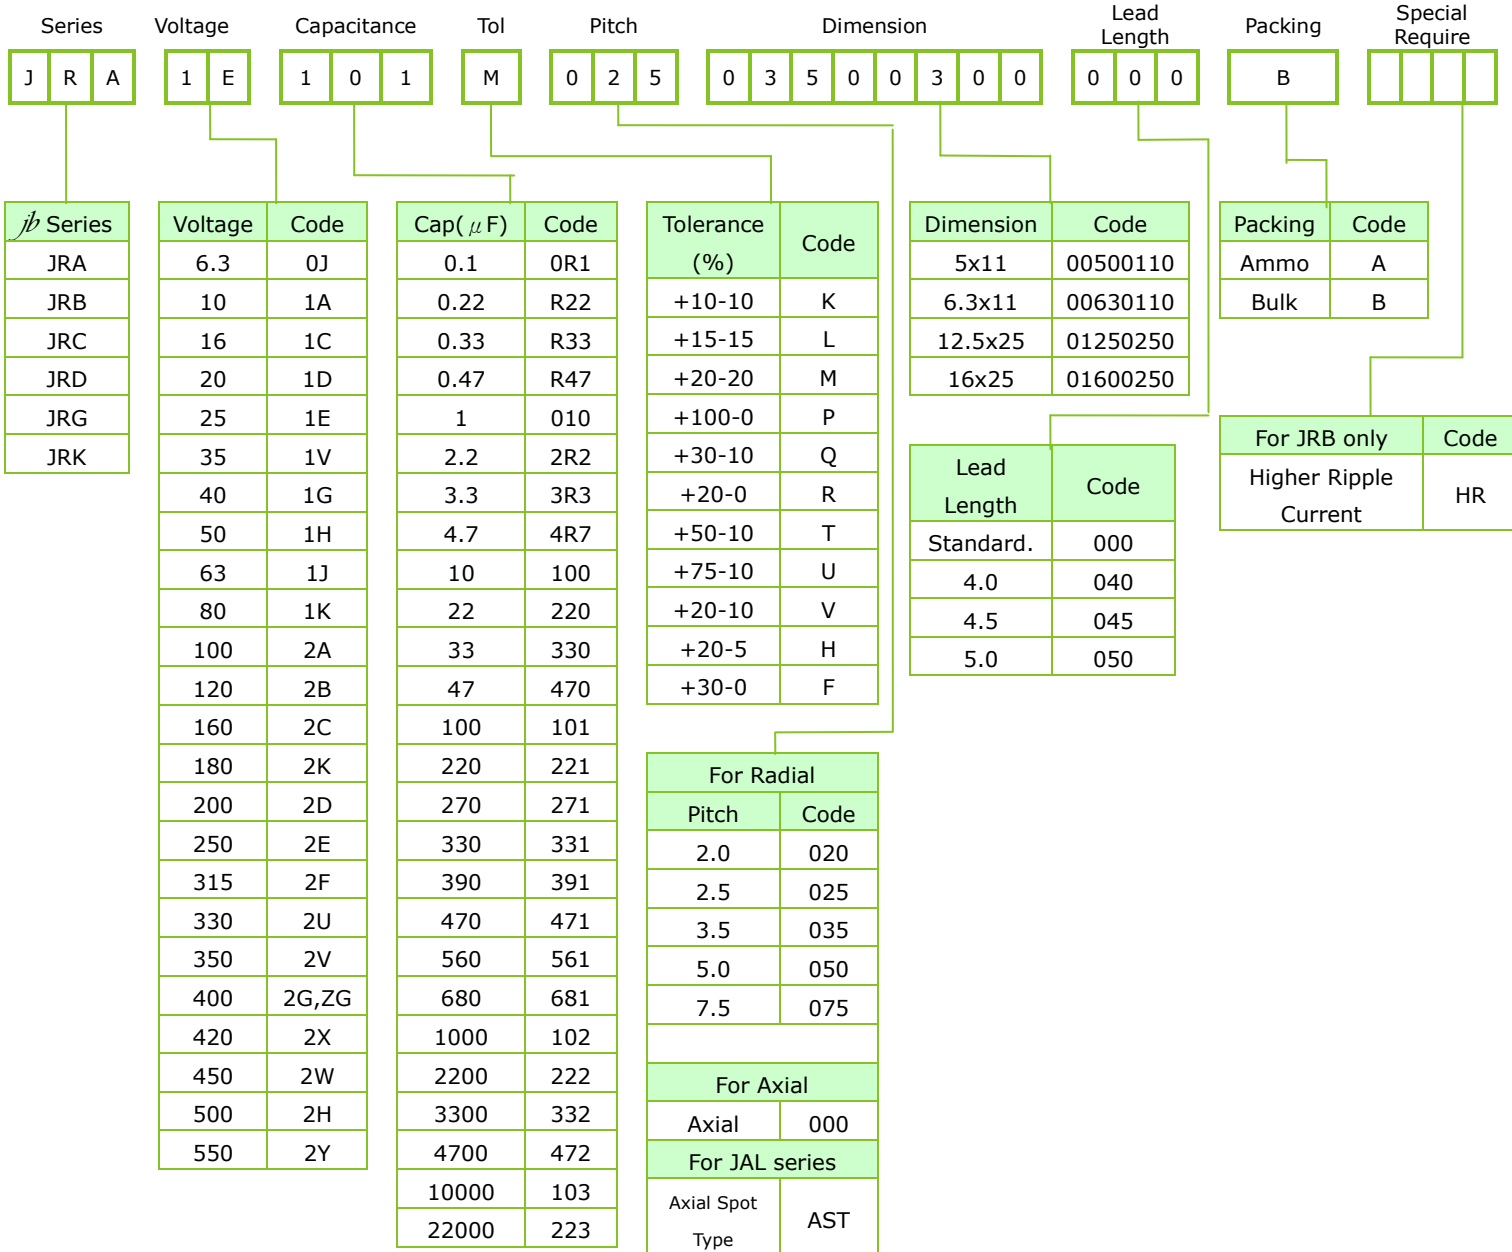 Series Voltage Capacitance Tol Pitch Dimension Lead Length Packing Special Require
J R A 1 E 1 0 1 M 0 2 5 0 3 5 0 0 3 0 0 0 0 0 B
jb Series
JRA
JRB
JRC
JRD
JRG
JRK
Voltage Code
6.3 0J
10 1A
16 1C
20 1D
25 1E
35 1V
40 1G
50 1H
63 1J
80 1K
100 2A
120 2B
160 2C
180 2K
200 2D
250 2E
315 2F
330 2U
350 2V
400 2G,ZG
420 2X
450 2W
500 2H
550 2Y
Cap(μF) Code
0.1 0R1
0.22 R22
0.33 R33
0.47 R47
1 010
2.2 2R2
3.3 3R3
4.7 4R7
10 100
22 220
33 330
47 470
100 101
220 221
270 271
330 331
390 391
470 471
560 561
680 681
1000 102
2200 222
3300 332
4700 472
10000 103
22000 223
Tolerance
(%) Code
+10-10 K
+15-15 L
+20-20 M
+100-0 P
+30-10 Q
+20-0 R
+50-10 T
+75-10 U
+20-10 V
+20-5 H
+30-0 F
For Radial
Pitch Code
2.0 020
2.5 025
3.5 035
5.0 050
7.5 075
For Axial
Axial 000
For JAL series
Axial Spot
Type AST
Dimension Code
5x11 00500110
6.3x11 00630110
12.5x25 01250250
16x25 01600250
Lead
Length Code
Standard. 000
4.0 040
4.5 045
5.0 050
Packing Code
Ammo A
Bulk B
For JRB only Code
Higher Ripple
Current HR